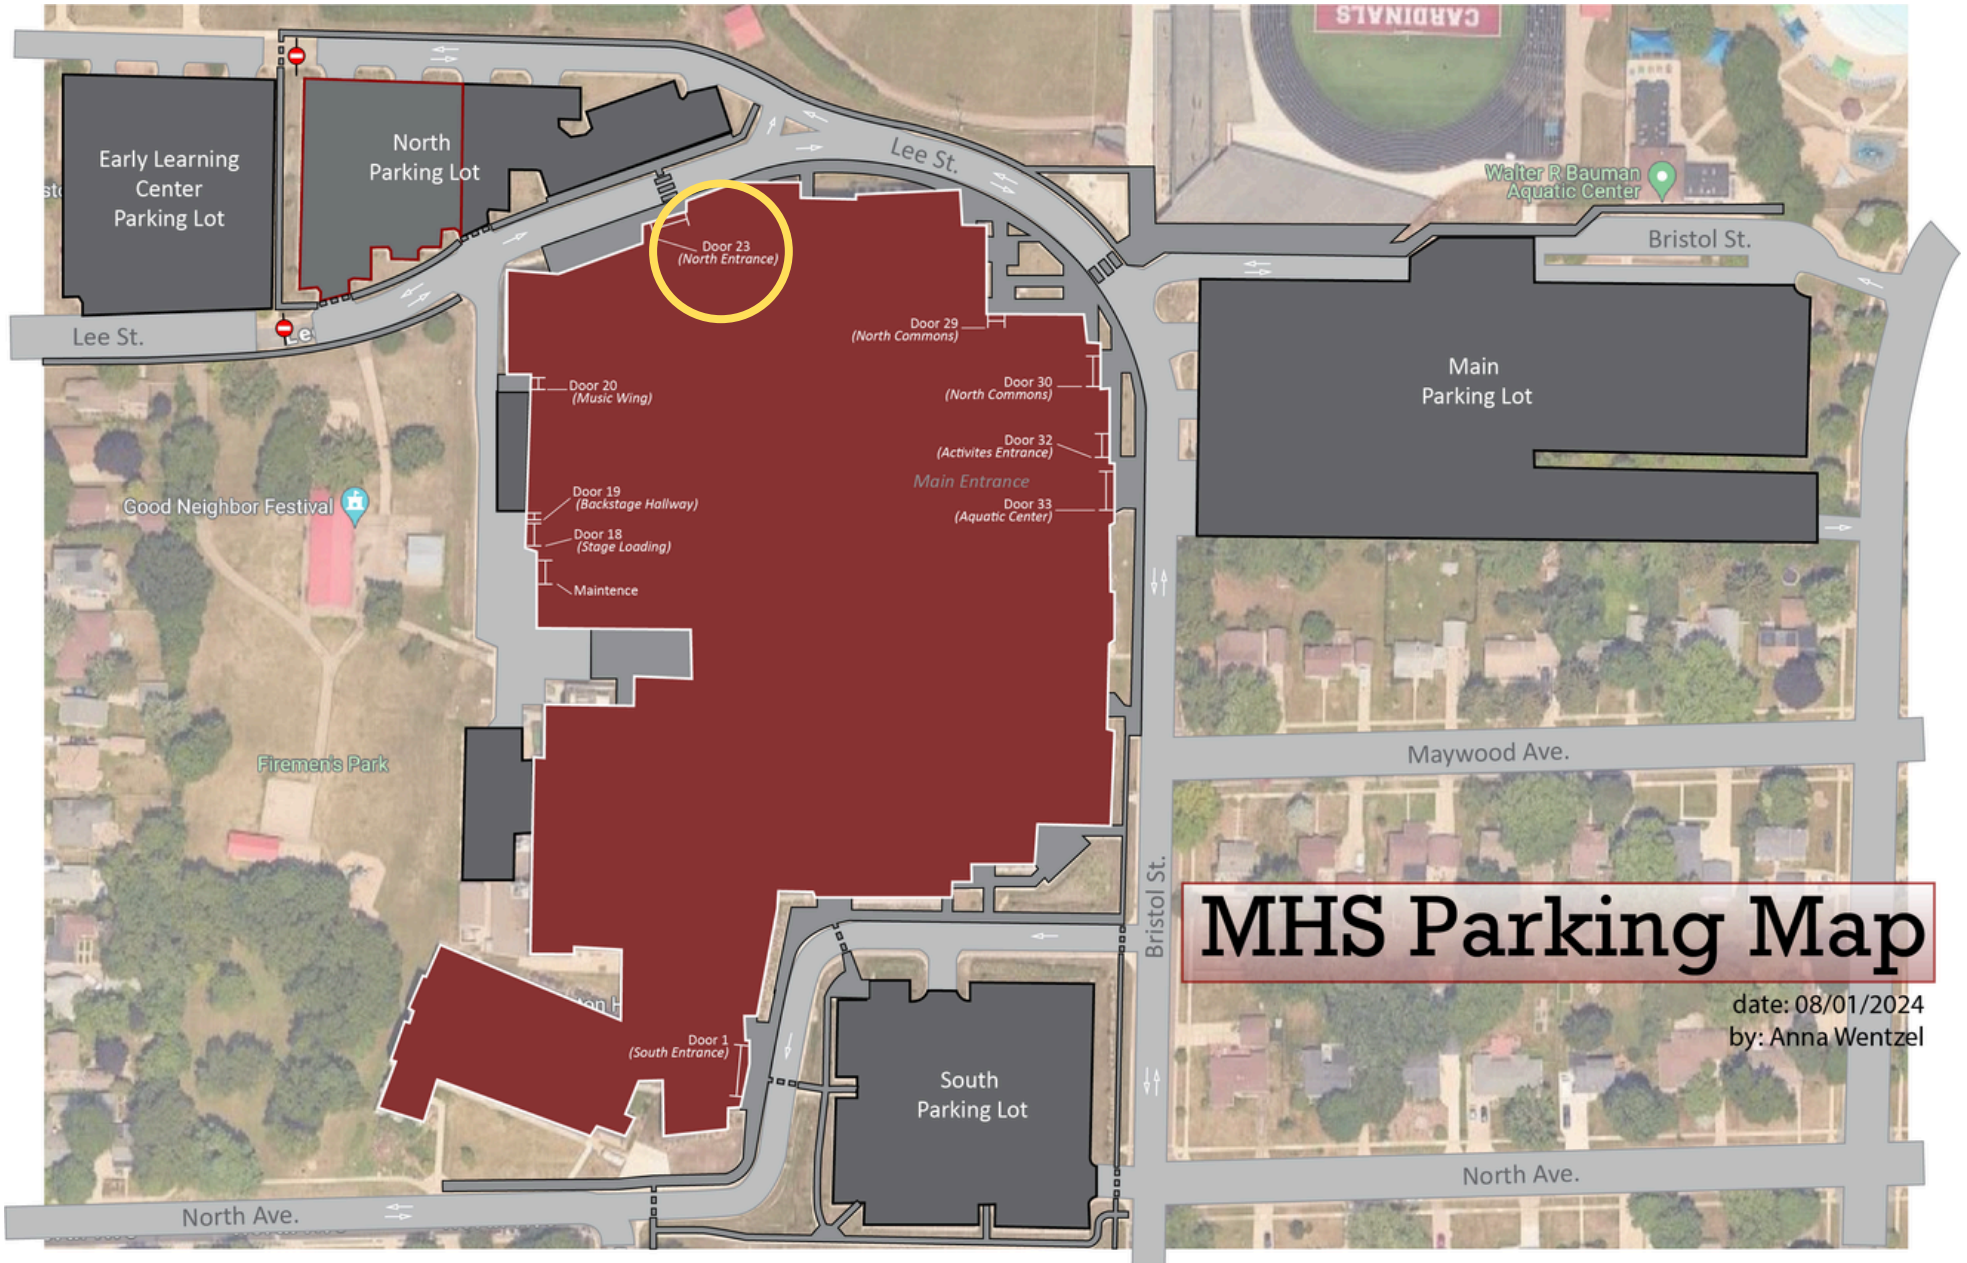 CARDINALS
Lee St.
Early Learning
Center
Parking Lot
North
Parking Lot
Walter R Bauman
Aquatic Center
Bristol St.
Door 23
(North Entrance)
Lee St.
Door 29
(North Commons)
Door 20
(Music Wing)
Door 30
(North Commons)
Main
Parking Lot
Door 32
(Activites Entrance)
Main Entrance
Door 19
(Backstage Hallway)
Door 33
(Aquatic Center)
Good Neighbor Festival
Door 18
(Stage Loading)
Maintence
Firemen's Park
Maywood Ave.
Bristol St.
MHS Parking Map
date: 08/01/2024
by: Anna Wentzel
Door 1
(South Entrance)
South
Parking Lot
North Ave.
North Ave.